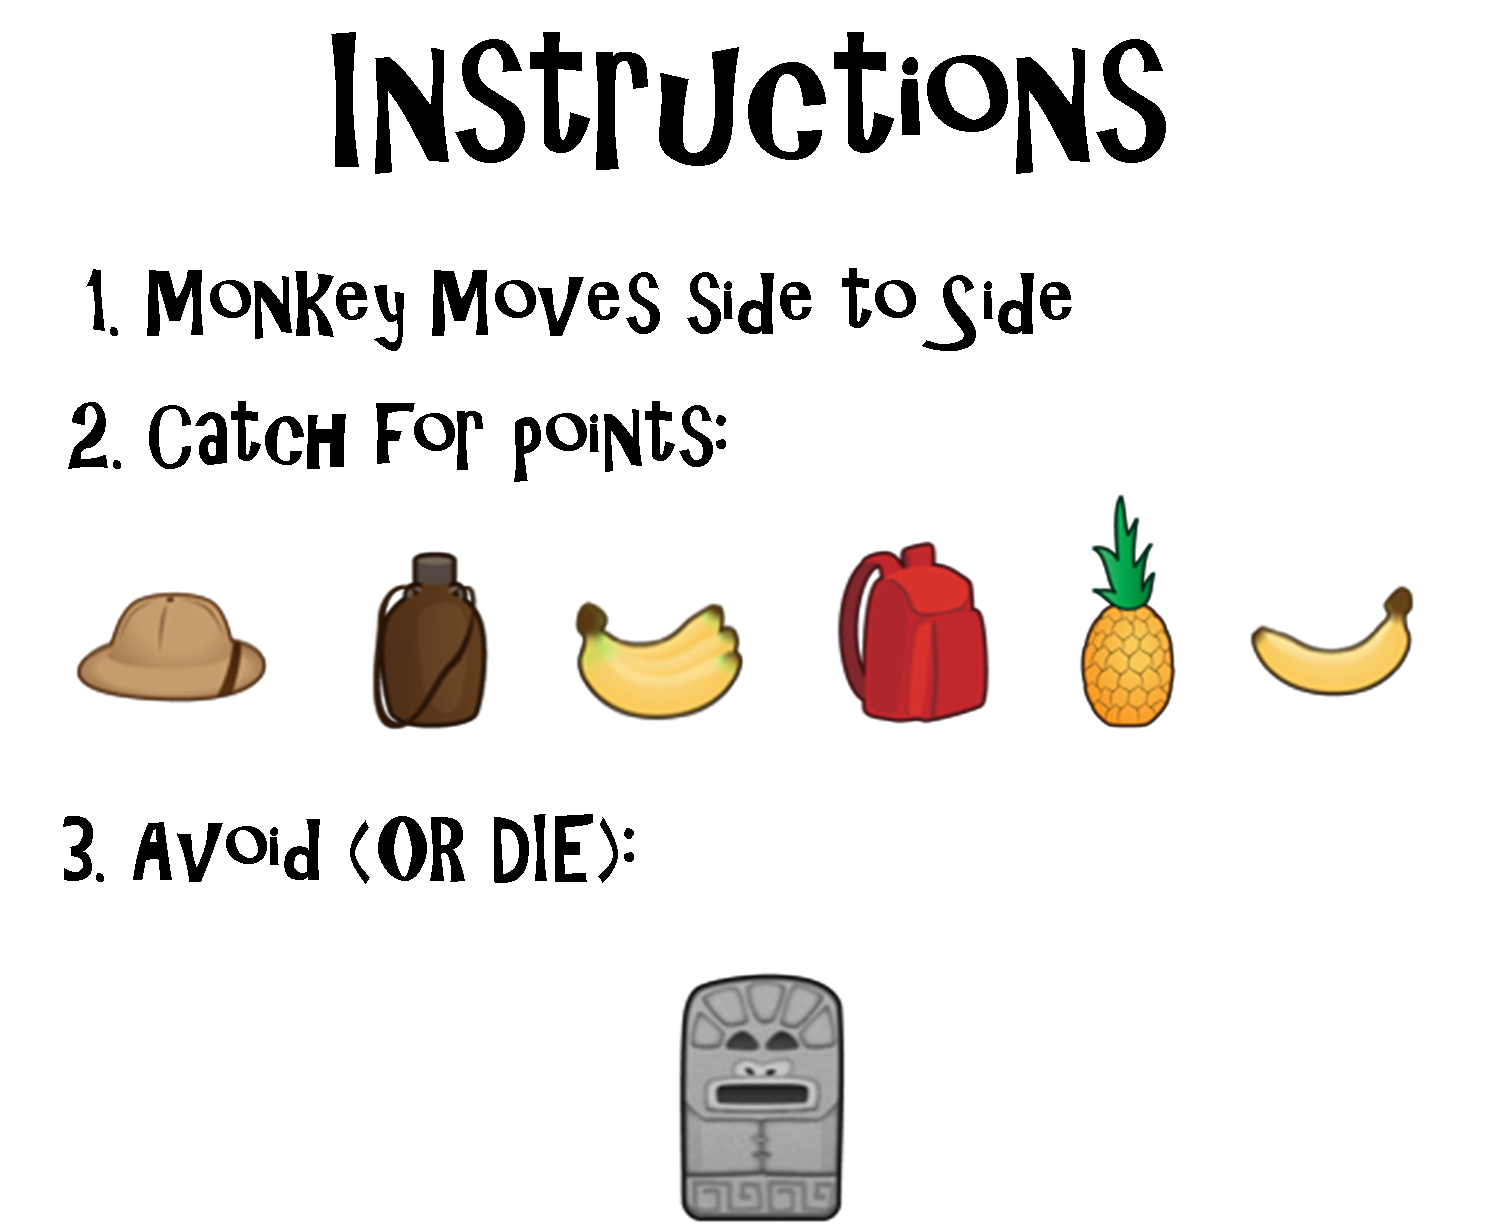 Instructions
1. Monkey Moves Side to Side
2. Catch For points:
3. Avoid (OR DIE):